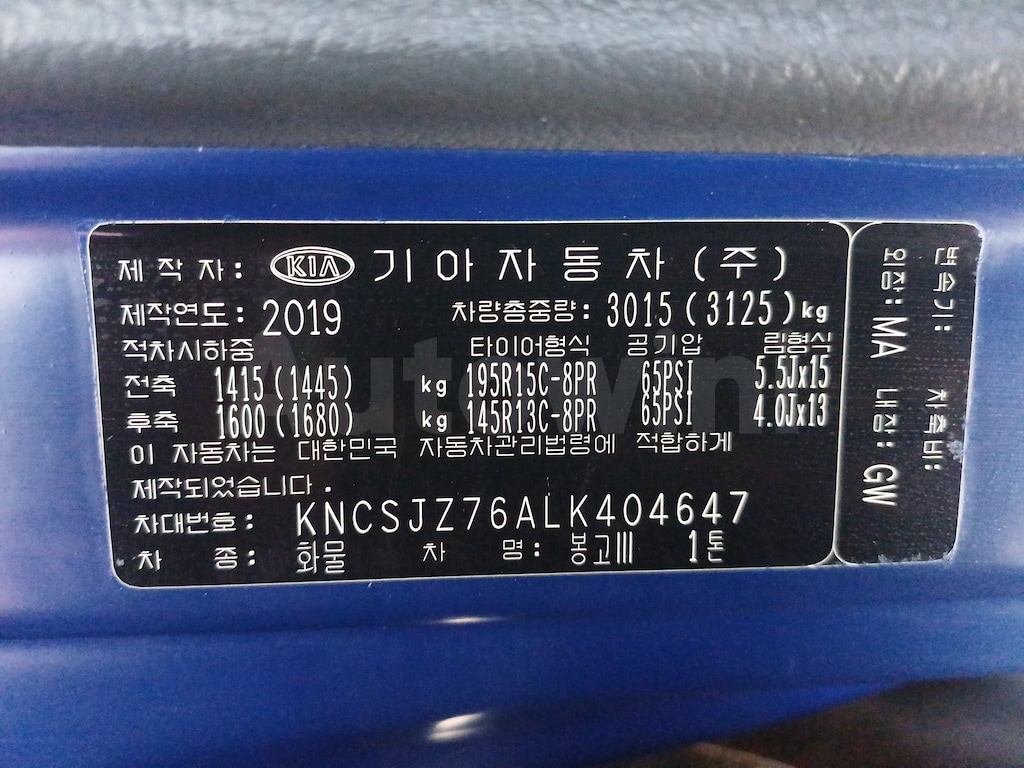 제작자: KIA 기아자동차(주)
제작연도: 2019 차량총중량: 3015(3125)kg
적차시하중 타이어형식 공기압 림형식
전축 1415(1445) kg 195R15C-8PR 65PSI 5.5Jx15
후축 1600(1680) kg 145R13C-8PR 65PSI 4.0Jx13
이 자동차는 대한민국 자동차관리법령에 적합하게
제작되었습니다.
차대번호: KNCSJZ76ALK404647
차 종: 화물 차 명: 봉고III 1톤
변속기: 차축비:
외장: MA 내장: GW
Autowini